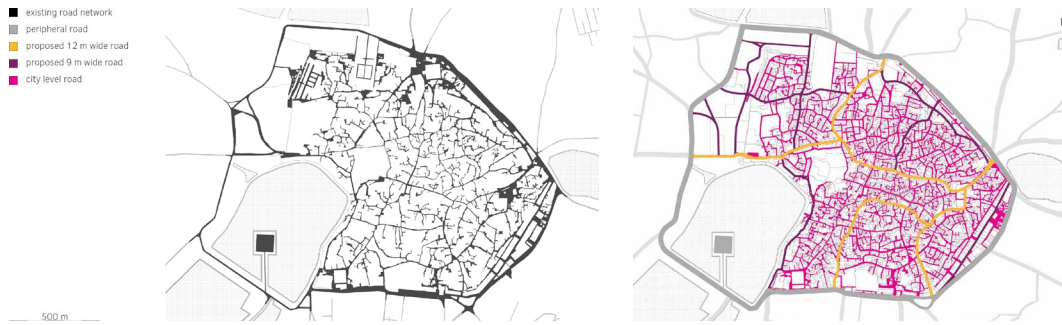 existing road network
peripheral road
proposed 12 m wide road
proposed 9 m wide road
city level road
500 m